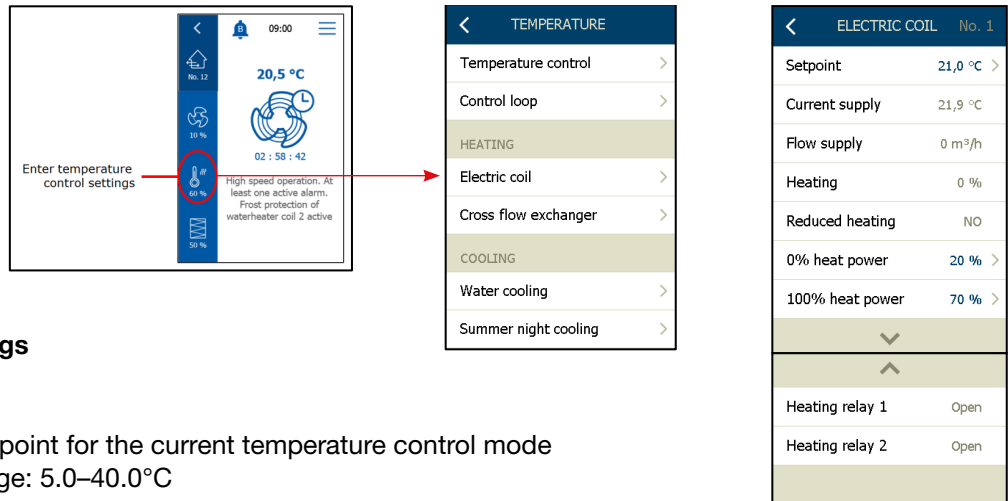 Enter temperature
control settings
B
09:00
No. 12
20,5 °C
10 %
02 : 58 : 42
60 %
High speed operation. At
least one active alarm.
Frost protection of
waterheater coil 2 active
50 %
TEMPERATURE
Temperature control
Control loop
HEATING
Electric coil
Cross flow exchanger
COOLING
Water cooling
Summer night cooling
ELECTRIC COIL No. 1
Setpoint 21,0 °C
Current supply 21,9 °C
Flow supply 0 m³/h
Heating 0 %
Reduced heating NO
0% heat power 20 %
100% heat power 70 %
Heating relay 1 Open
Heating relay 2 Open
gs
point for the current temperature control mode
ge: 5.0–40.0°C